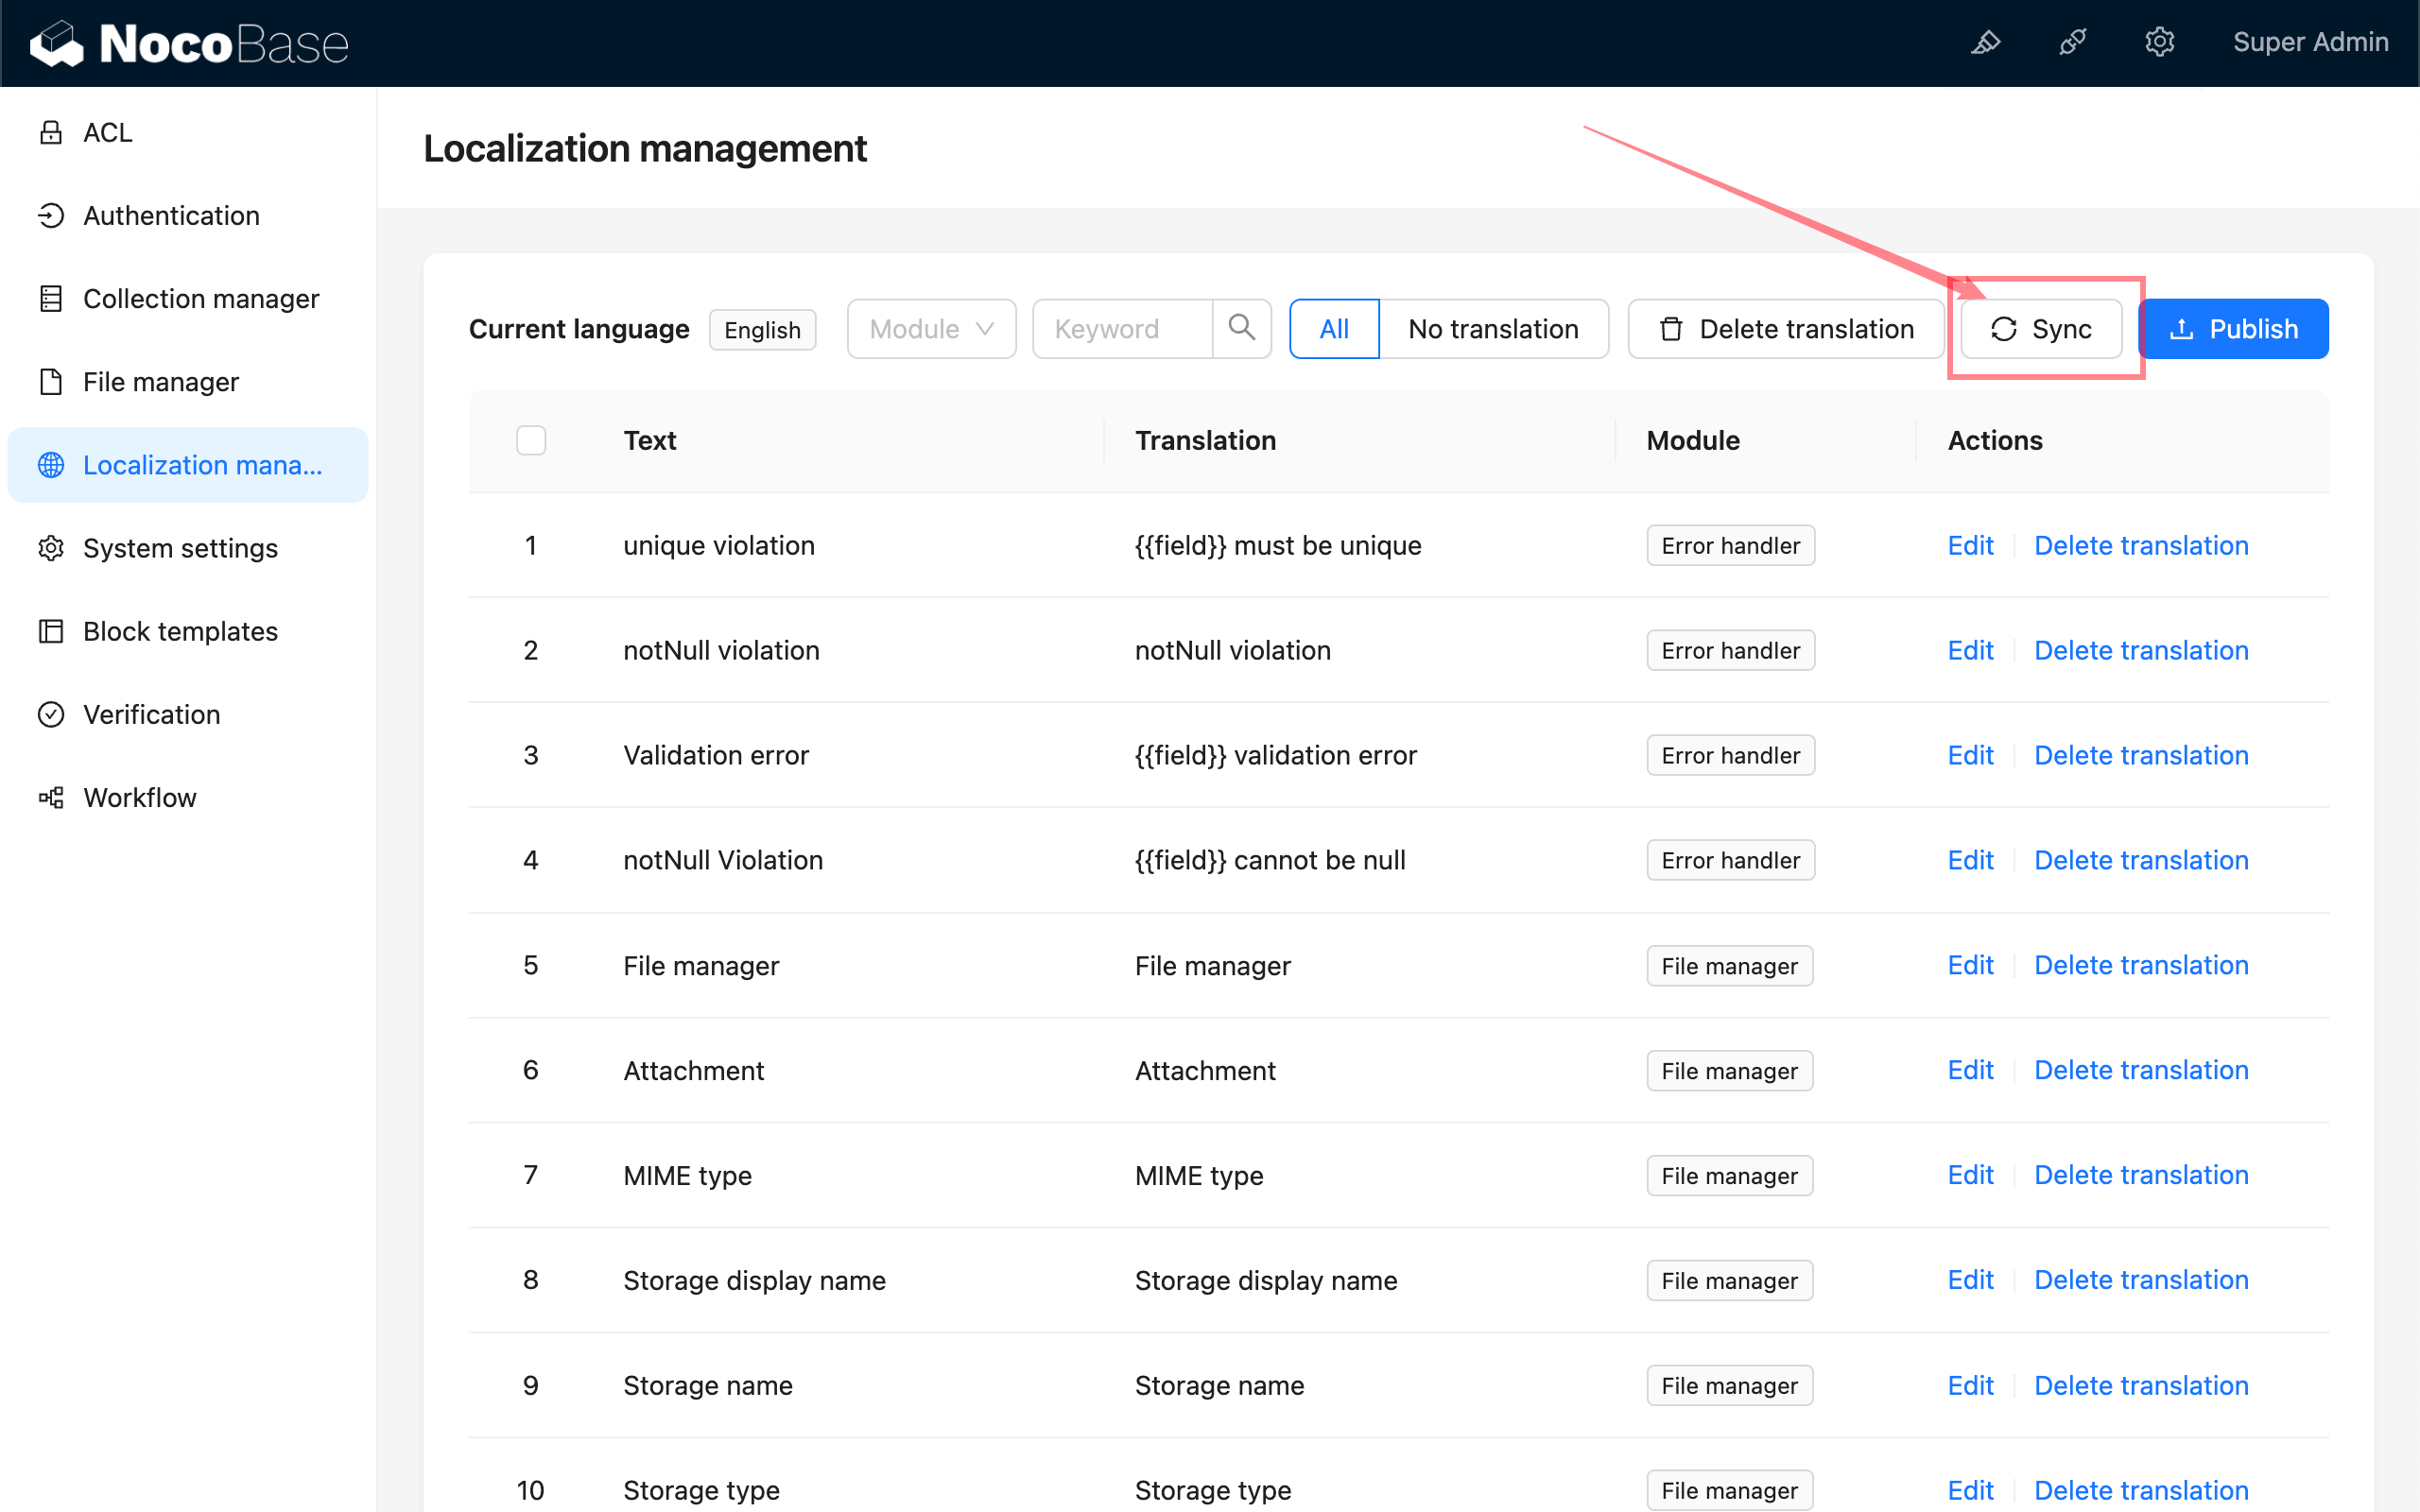 NocoBase Super Admin
ACL
Authentication
Collection manager
File manager
Localization mana...
System settings
Block templates
Verification
Workflow
Localization management
Current language English Module Keyword All No translation Delete translation Sync Publish
Text Translation Module Actions
1 unique violation {{field}} must be unique Error handler Edit Delete translation
2 notNull violation notNull violation Error handler Edit Delete translation
3 Validation error {{field}} validation error Error handler Edit Delete translation
4 notNull Violation {{field}} cannot be null Error handler Edit Delete translation
5 File manager File manager File manager Edit Delete translation
6 Attachment Attachment File manager Edit Delete translation
7 MIME type MIME type File manager Edit Delete translation
8 Storage display name Storage display name File manager Edit Delete translation
9 Storage name Storage name File manager Edit Delete translation
10 Storage type Storage type File manager Edit Delete translation